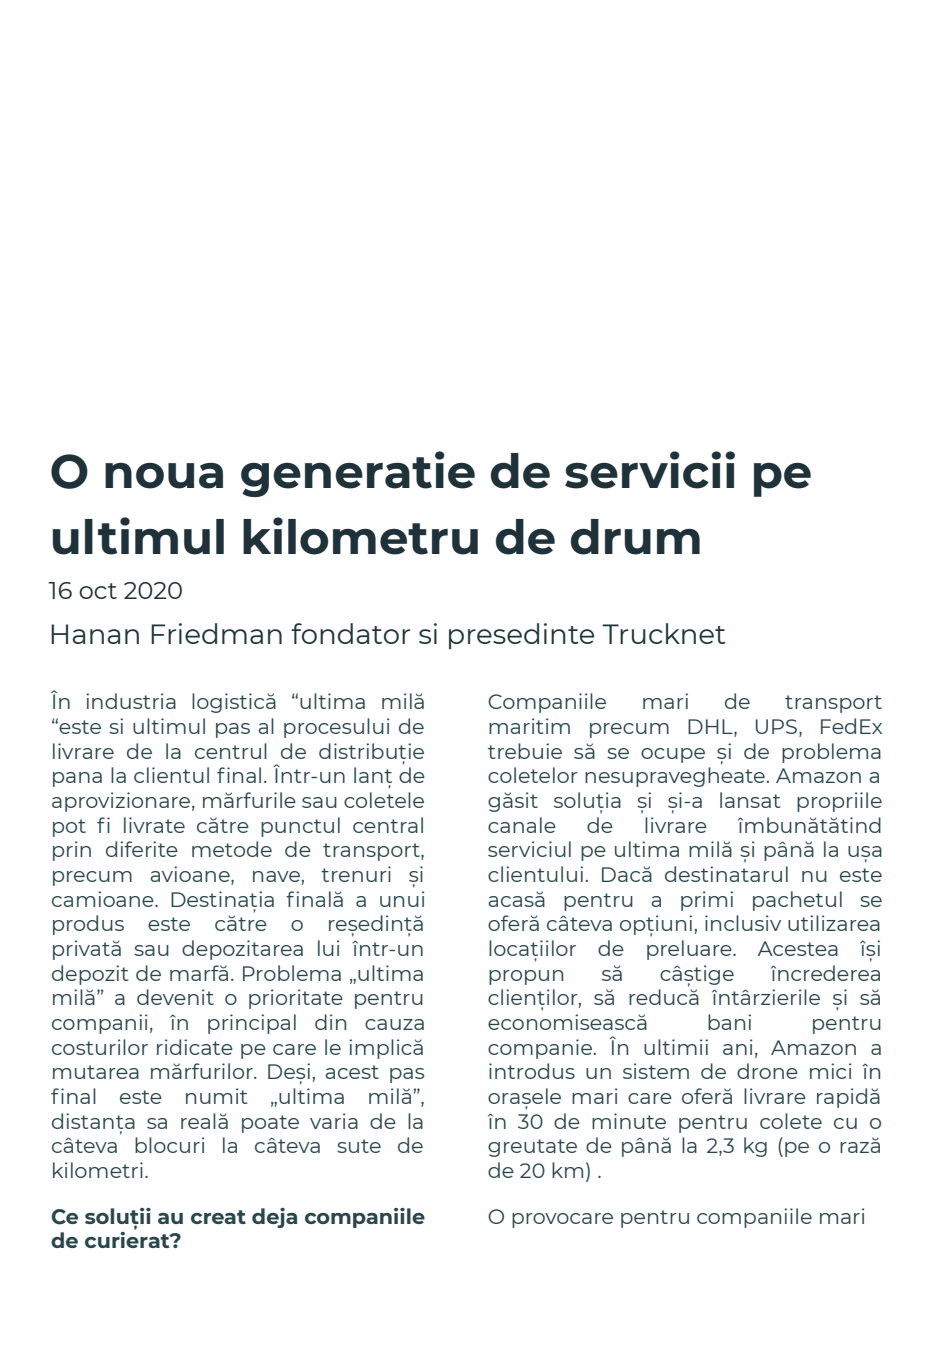 O noua generatie de servicii pe
ultimul kilometru de drum
16 oct 2020
Hanan Friedman fondator si presedinte Trucknet
În industria logistică “ultima milă
“este si ultimul pas al procesului de
livrare de la centrul de distribuție
pana la clientul final. Într-un lanț de
aprovizionare, mărfurile sau coletele
pot fi livrate către punctul central
prin diferite metode de transport,
precum avioane, nave, trenuri și
camioane. Destinația finală a unui
produs este către o reședință
privată sau depozitarea lui într-un
depozit de marfă. Problema „ultima
milă” a devenit o prioritate pentru
companii, în principal din cauza
costurilor ridicate pe care le implică
mutarea mărfurilor. Deși, acest pas
final este numit „ultima milă”,
distanța sa reală poate varia de la
câteva blocuri la câteva sute de
kilometri.
Ce soluții au creat deja companiile
de curierat?
Companiile mari de transport
maritim precum DHL, UPS, FedEx
trebuie să se ocupe și de problema
coletelor nesupravegheate. Amazon a
găsit soluția și și-a lansat propriile
canale de livrare îmbunătătind
serviciul pe ultima milă și până la ușa
clientului. Dacă destinatarul nu este
acasă pentru a primi pachetul se
oferă câteva opțiuni, inclusiv utilizarea
locațiilor de preluare. Acestea își
propun să câștige încrederea
clienților, să reducă întârzierile și să
economisească bani pentru
companie. În ultimii ani, Amazon a
introdus un sistem de drone mici în
orașele mari care oferă livrare rapidă
în 30 de minute pentru colete cu o
greutate de până la 2,3 kg (pe o rază
de 20 km) .
O provocare pentru companiile mari